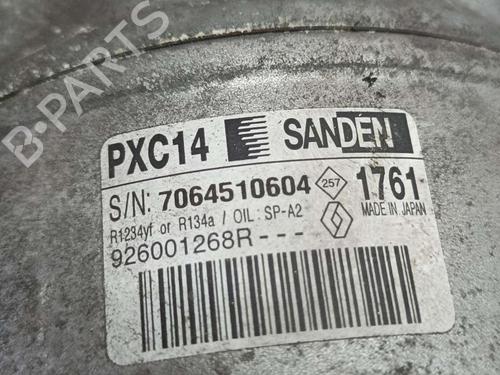 B-PARTS
PXC14 SANDEN
S/N: 7064510604 257 1761
R1234yf or R134a / OIL: SP-A2 MADE IN JAPAN
926001268R---